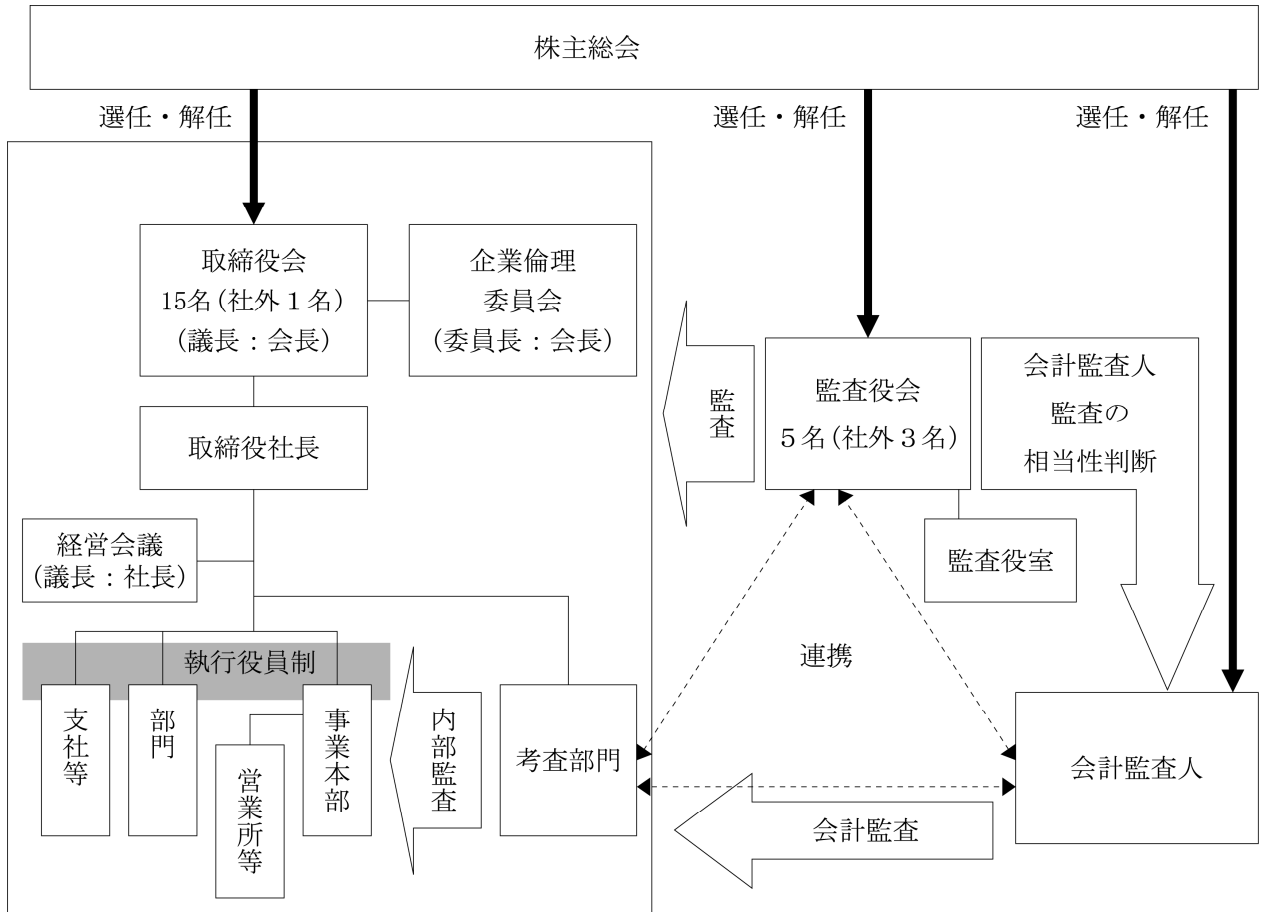 株主総会
選任・解任
選任・解任
選任・解任
取締役会
15名(社外1名)
(議長:会長)
企業倫理
委員会
(委員長:会長)
取締役社長
経営会議
(議長:社長)
執行役員制
支社等
部門
営業所等
事業本部
内部監査
考査部門
監査
監査役会
5名(社外3名)
監査役室
会計監査人
監査の
相当性判断
連携
会計監査
会計監査人